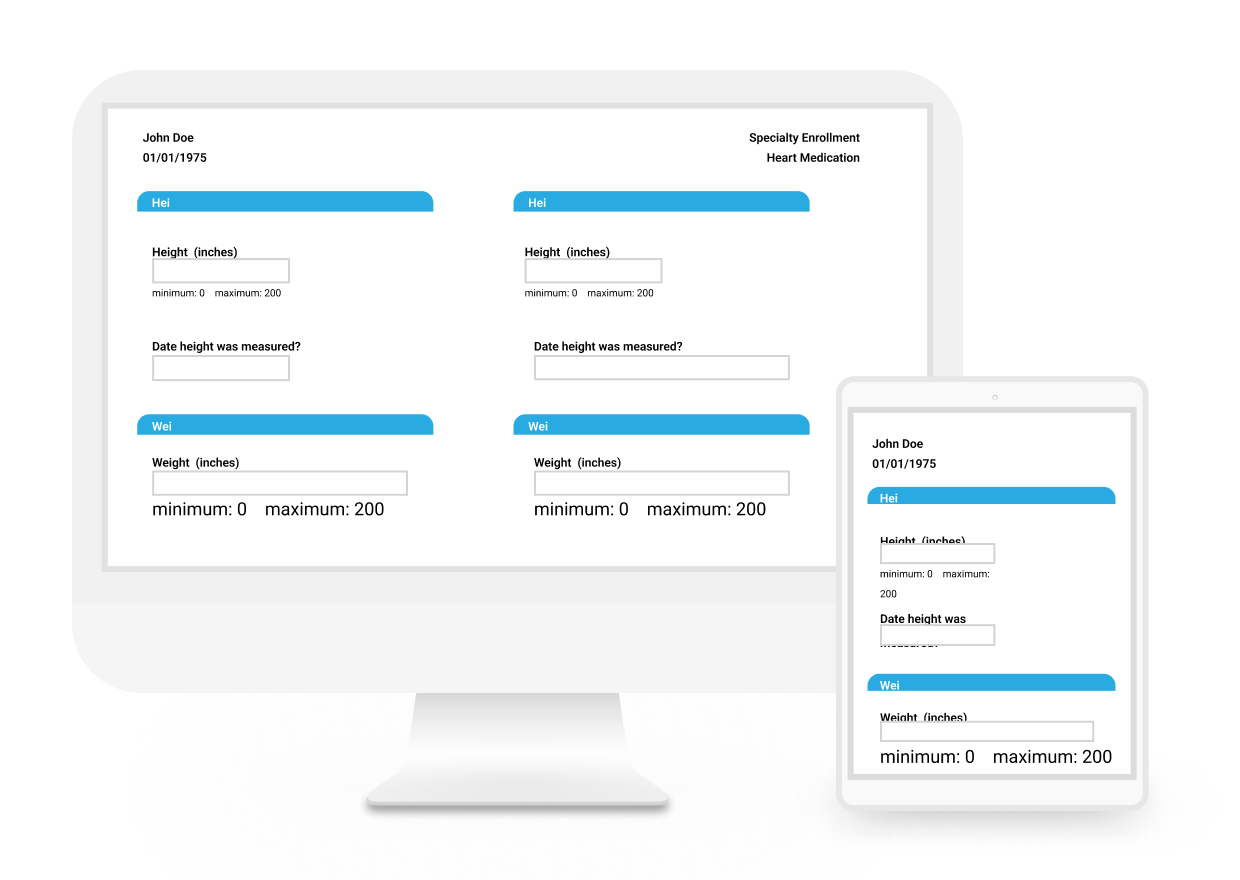 John Doe
Specialty Enrollment
01/01/1975
Heart Medication
Hei
Hei
Height (inches)
Height (inches)
minimum: 0 maximum: 200
minimum: 0 maximum: 200
Date height was measured?
Date height was measured?
Wei
Wei
Weight (inches)
Weight (inches)
minimum: 0 maximum: 200
minimum: 0 maximum: 200
John Doe
01/01/1975
Hei
Height (inches)
minimum: 0 maximum:
200
Date height was
measured?
Wei
Weight (inches)
minimum: 0 maximum: 200